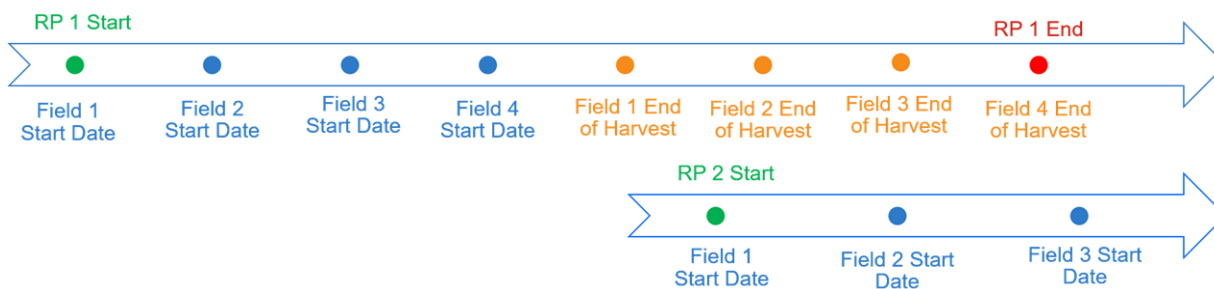 RP 1 Start
RP 1 End
Field 1
Start Date
Field 2
Start Date
Field 3
Start Date
Field 4
Start Date
Field 1 End
of Harvest
Field 2 End
of Harvest
Field 3 End
of Harvest
Field 4 End
of Harvest
RP 2 Start
Field 1
Start Date
Field 2 Start
Date
Field 3 Start
Date